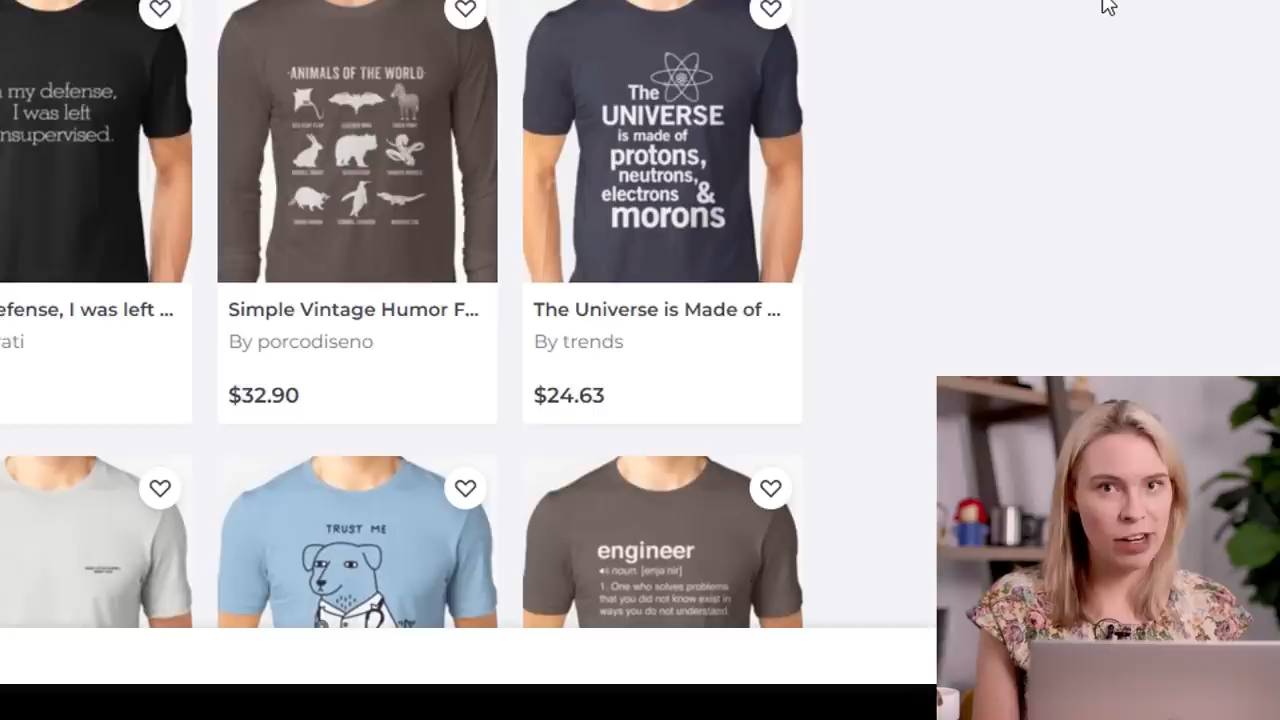 my defense,
I was left
nsupervised.
ANIMALS OF THE WORLD
The
UNIVERSE
is made of
protons,
neutrons,
electrons &
morons
efense, I was left ...
Simple Vintage Humor F...
The Universe is Made of ...
ati
By porcodiseno
By trends
$32.90
$24.63
TRUST ME
engineer
noun. [enjə nir]
1. One who solves problems
that you did not know exist in
ways you do not understand.